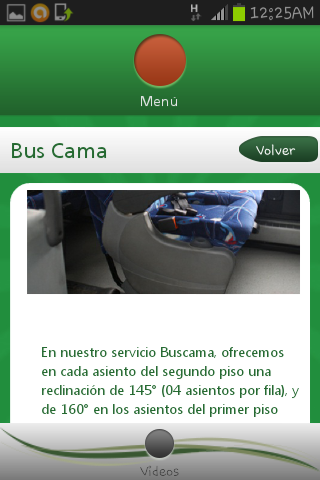 H 12:25AM
Menú
Bus Cama
Volver
En nuestro servicio Buscama, ofrecemos
en cada asiento del segundo piso una
reclinación de 145° (04 asientos por fila), y
de 160° en los asientos del primer piso
Videos